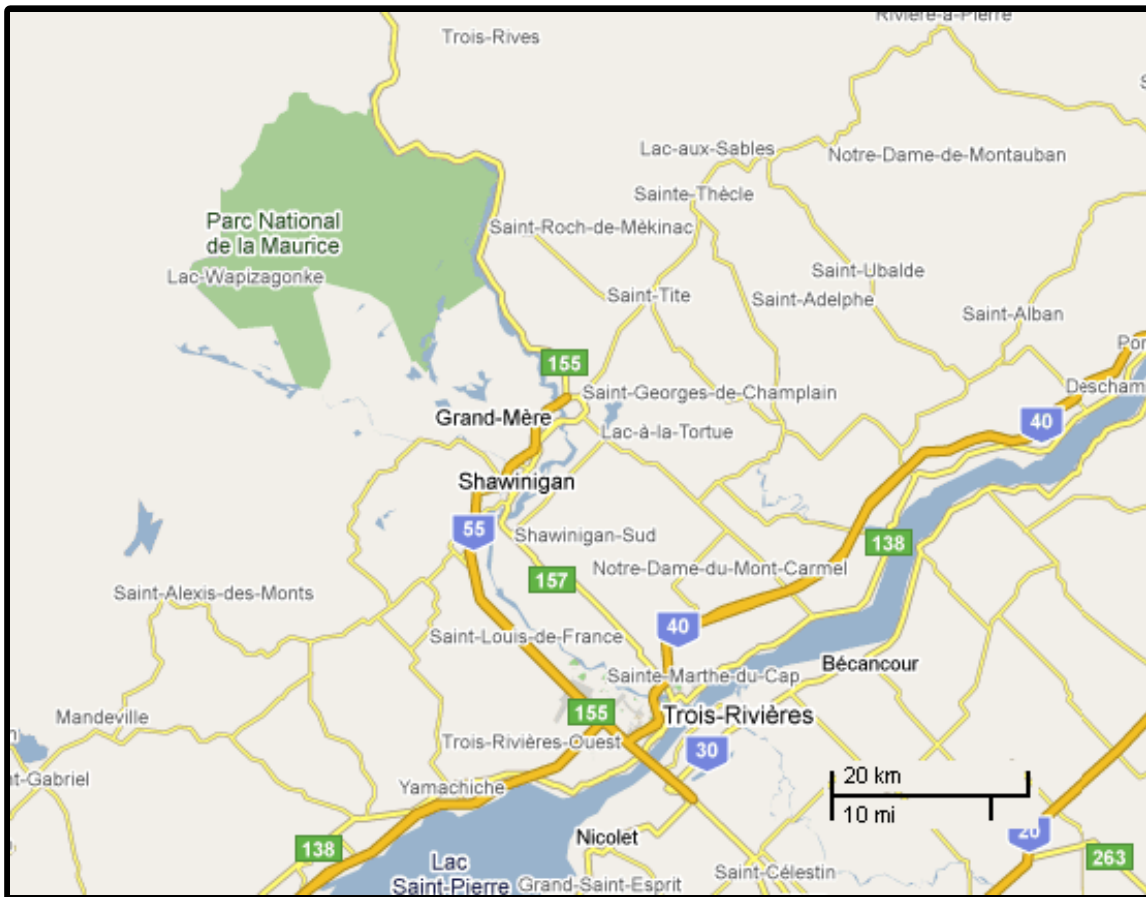 Rivière-à-Pierre
Trois-Rives
Lac-aux-Sables
Notre-Dame-de-Montauban
Sainte-Thècle
Parc National
de la Maurice
Saint-Roch-de-Mèkinac
Lac-Wapizagonke
Saint-Ubalde
Saint-Tite
Saint-Adelphe
Saint-Alban
Por
155
Descham
Saint-Georges-de-Champlain
Grand-Mère
40
Lac-à-la-Tortue
Shawinigan
55
Shawinigan-Sud
138
157
Notre-Dame-du-Mont-Carmel
Saint-Alexis-des-Monts
40
Saint-Louis-de-France
Bécancour
Sainte-Marthe-du-Cap
155
Trois-Rivières
Mandeville
Trois-Rivières-Ouest
30
nt-Gabriel
20 km
Yamachiche
10 mi
20
Nicolet
138
263
Lac
Saint-Pierre
Saint-Célestin
Grand-Saint-Esprit